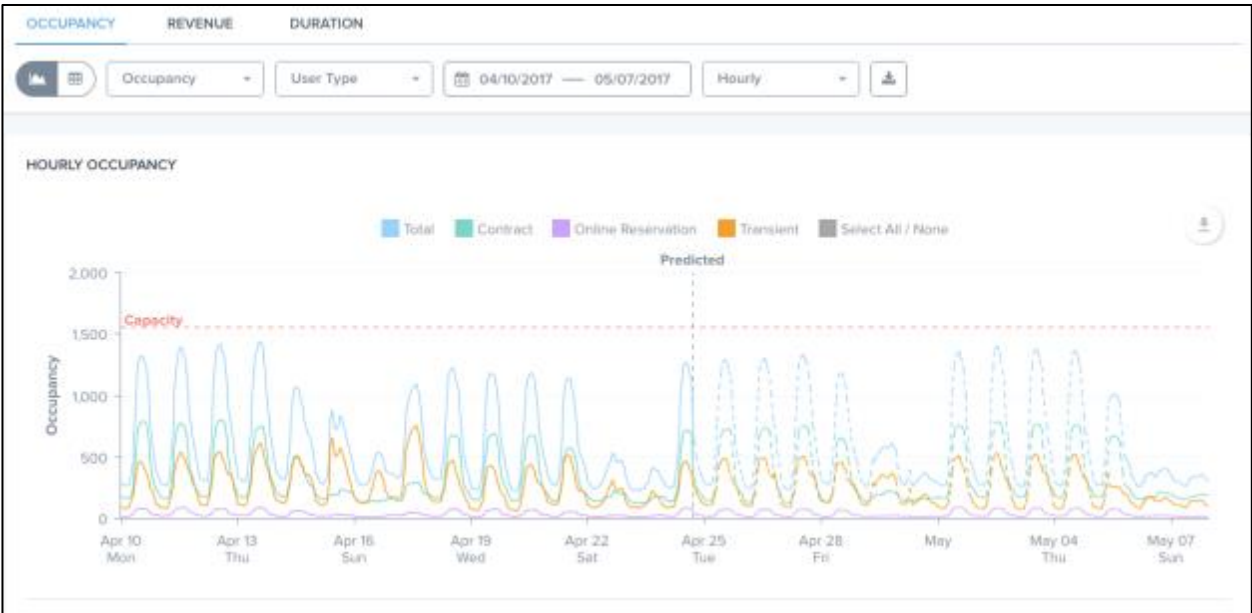 OCCUPANCY REVENUE DURATION
Occupancy User Type 04/10/2017 — 05/07/2017 Hourly
HOURLY OCCUPANCY
Total Contract Online Reservation Transient Select All / None
Predicted
2,000
Capacity
1,500
1,000
500
0
Occupancy
Apr 10 Apr 13 Apr 16 Apr 19 Apr 22 Apr 25 Apr 28 May May 04 May 07
Mon Thu Sun Wed Sat Tue Fri Thu Sun